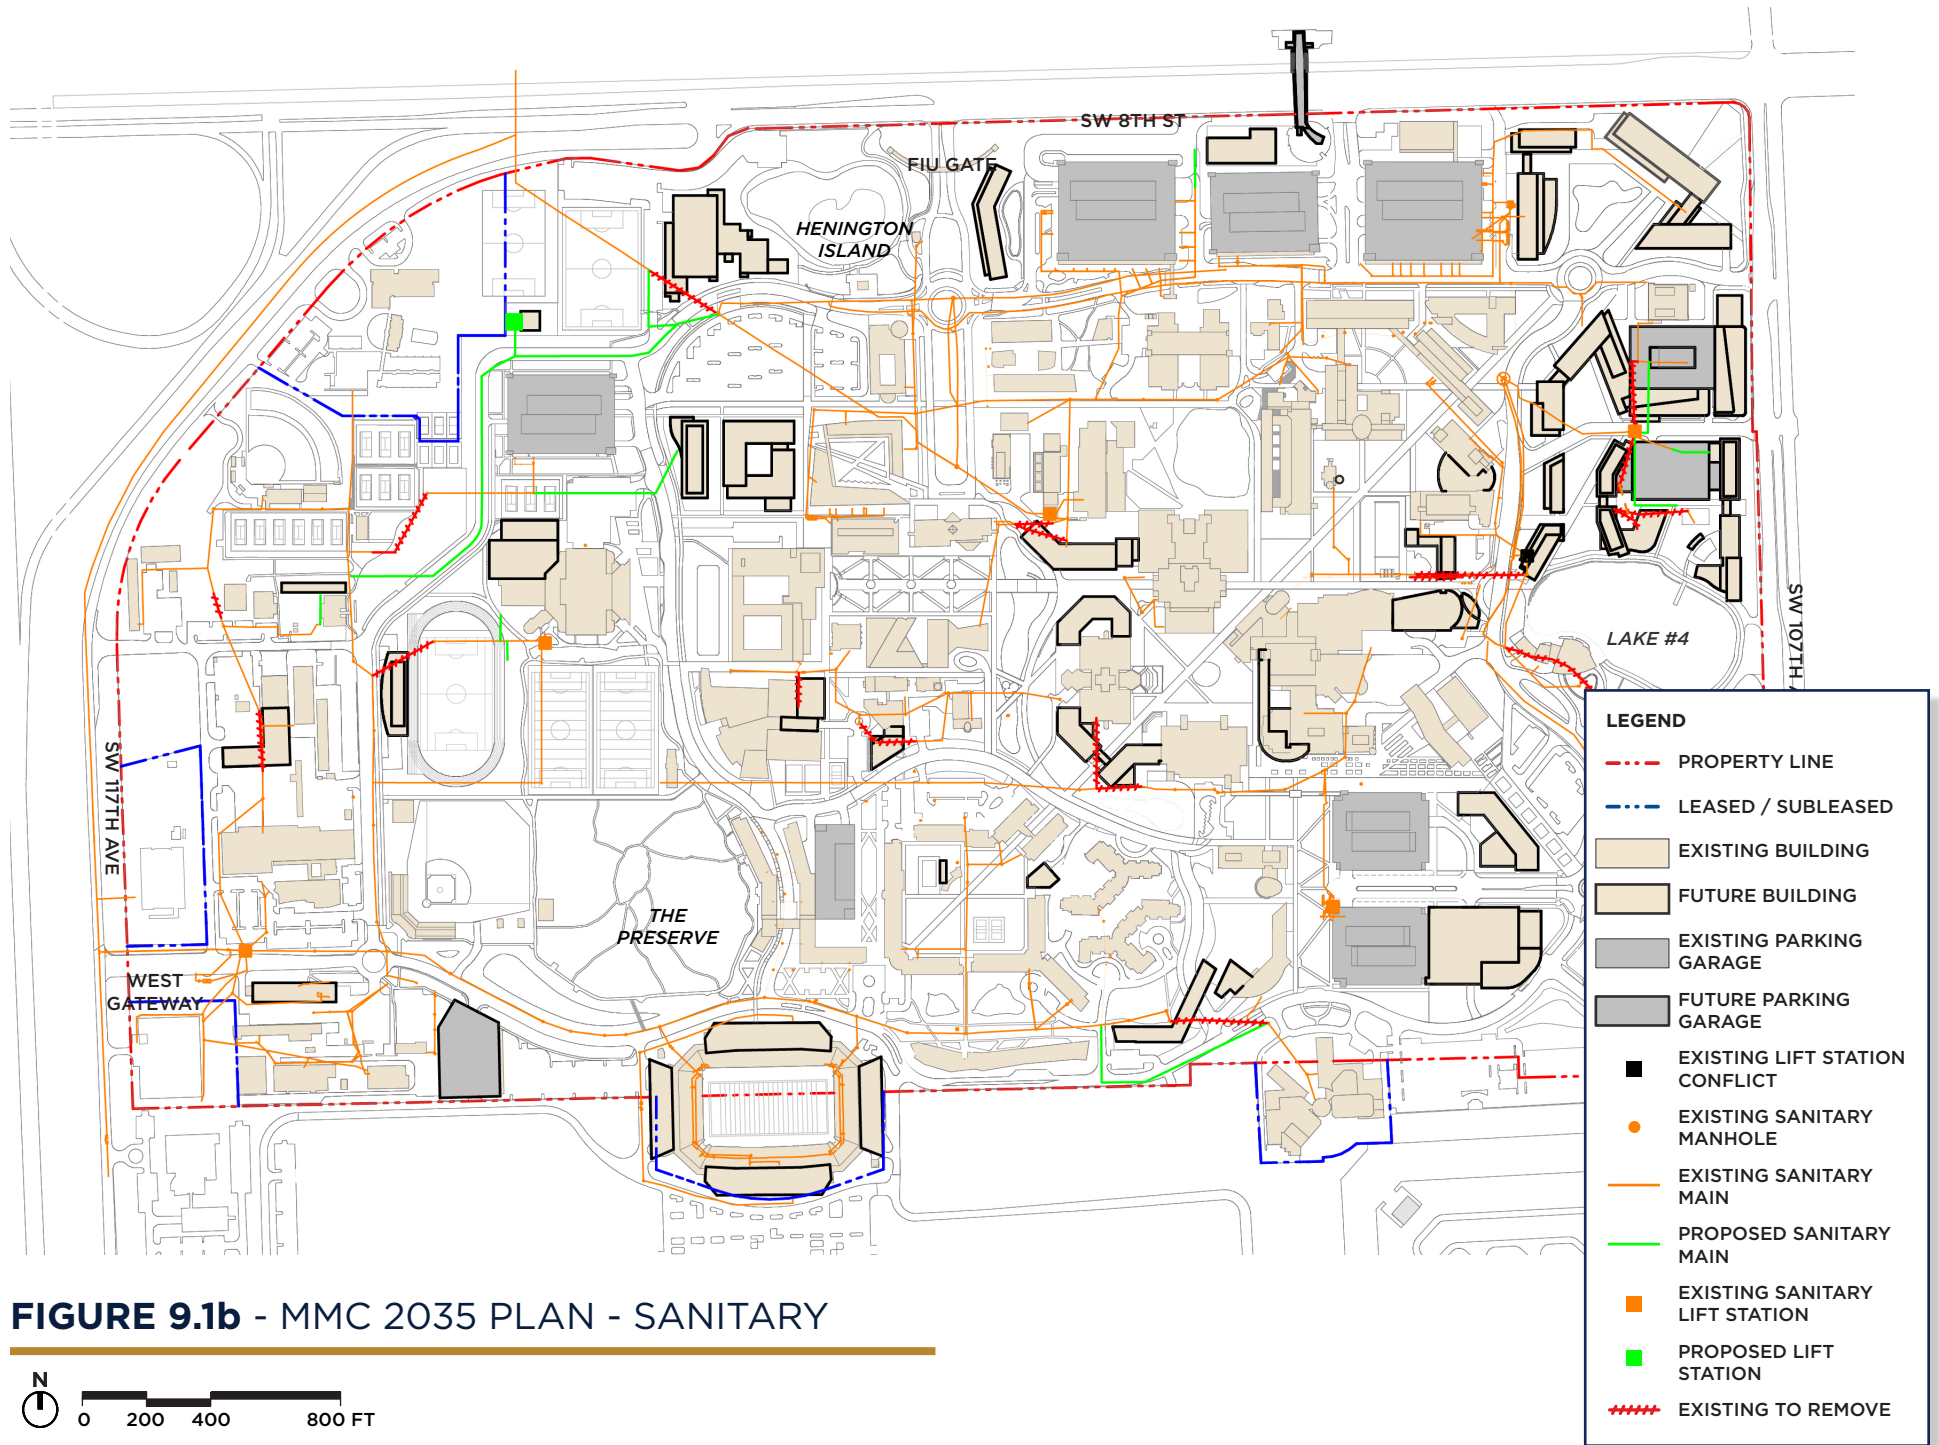 SW 8TH ST
FIU GATE
HENINGTON
ISLAND
SW 107TH A
LAKE #4
SW 117TH AVE
THE
PRESERVE
WEST
GATEWAY
LEGEND
PROPERTY LINE
LEASED / SUBLEASED
EXISTING BUILDING
FUTURE BUILDING
EXISTING PARKING
GARAGE
FUTURE PARKING
GARAGE
EXISTING LIFT STATION
CONFLICT
EXISTING SANITARY
MANHOLE
EXISTING SANITARY
MAIN
PROPOSED SANITARY
MAIN
EXISTING SANITARY
LIFT STATION
PROPOSED LIFT
STATION
EXISTING TO REMOVE
FIGURE 9.1b - MMC 2035 PLAN - SANITARY
N
0 200 400 800 FT